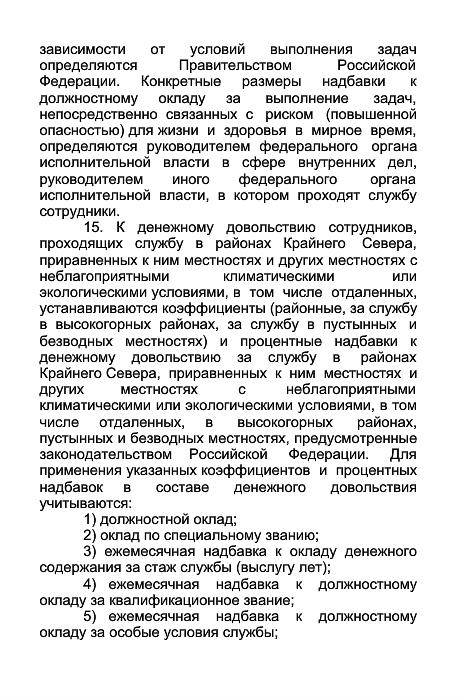 зависимости от условий выполнения задач
определяются Правительством Российской
Федерации. Конкретные размеры надбавки к
должностному окладу за выполнение задач,
непосредственно связанных с риском (повышенной
опасностью) для жизни и здоровья в мирное время,
определяются руководителем федерального органа
исполнительной власти в сфере внутренних дел,
руководителем иного федерального органа
исполнительной власти, в котором проходят службу
сотрудники.
15. К денежному довольствию сотрудников,
проходящих службу в районах Крайнего Севера,
приравненных к ним местностях и других местностях с
неблагоприятными климатическими или
экологическими условиями, в том числе отдаленных,
устанавливаются коэффициенты (районные, за службу
в высокогорных районах, за службу в пустынных и
безводных местностях) и процентные надбавки к
денежному довольствию за службу в районах
Крайнего Севера, приравненных к ним местностях и
других местностях с неблагоприятными
климатическими или экологическими условиями, в том
числе отдаленных, в высокогорных районах,
пустынных и безводных местностях, предусмотренные
законодательством Российской Федерации. Для
применения указанных коэффициентов и процентных
надбавок в составе денежного довольствия
учитываются:
1) должностной оклад;
2) оклад по специальному званию;
3) ежемесячная надбавка к окладу денежного
содержания за стаж службы (выслугу лет);
4) ежемесячная надбавка к должностному
окладу за квалификационное звание;
5) ежемесячная надбавка к должностному
окладу за особые условия службы;